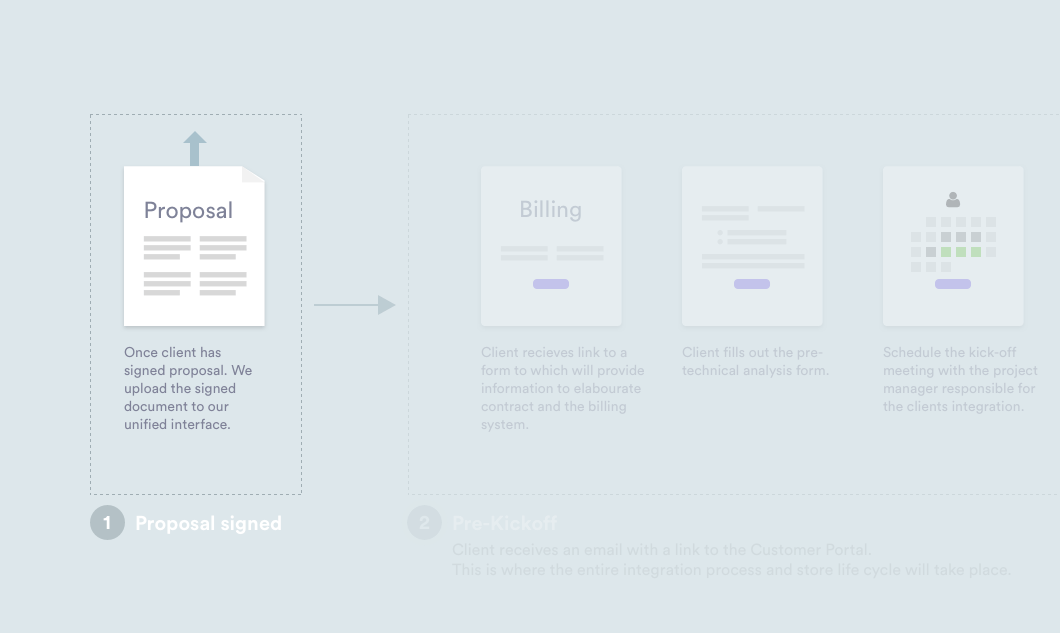 Proposal
Once client has
signed proposal. We
upload the signed
document to our
unified interface.
1 Proposal signed
Billing
Client recieves link to a
form to which will provide
information to elabourate
contract and the billing
system.
Client fills out the pre-
technical analysis form.
Schedule the kick-off
meeting with the project
manager responsible for
the clients integration.
2 Pre-Kickoff
Client receives an email with a link to the Customer Portal.
This is where the entire integration process and store life cycle will take place.